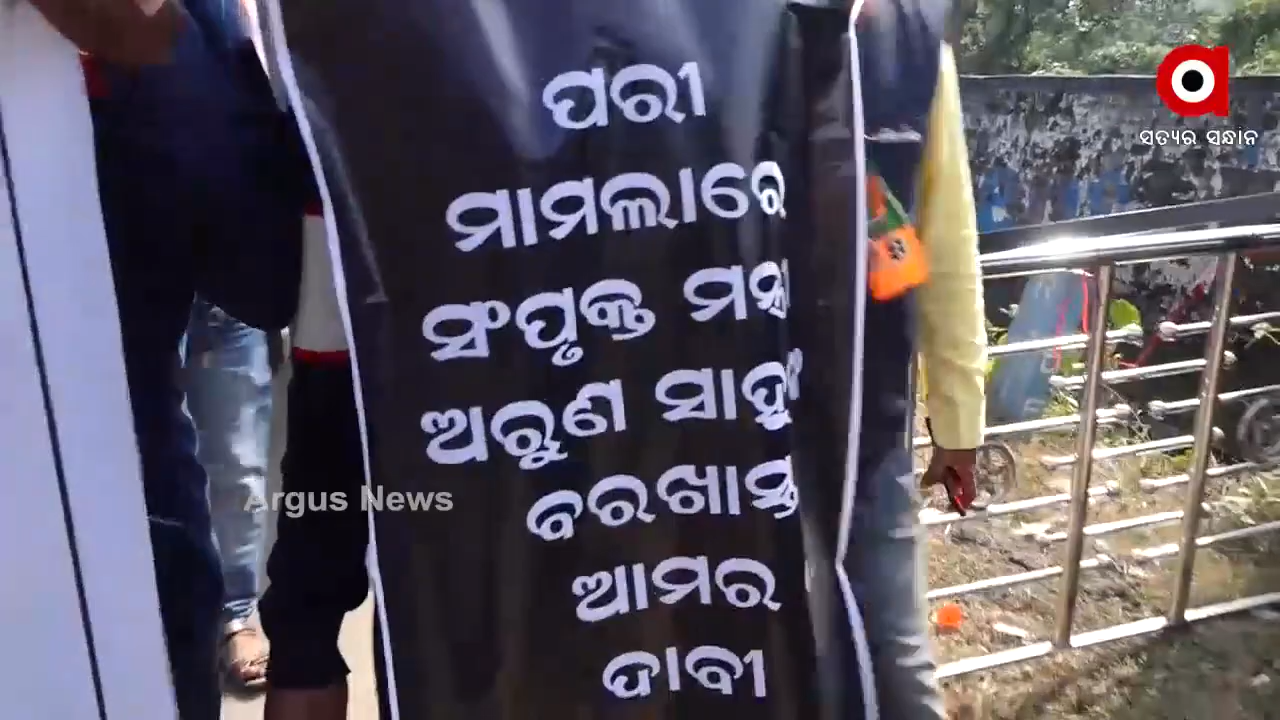 ପରୀ
ମାମଲାରେ
ସଂପୃକ୍ତ ମନ୍ତ୍ରୀ
ଅରୁଣ ସାହୁଙ୍କ
ବରଖାସ୍ତ
ଆମର
ଦାବୀ
ସତ୍ୟର ସନ୍ଧାନ
Argus News